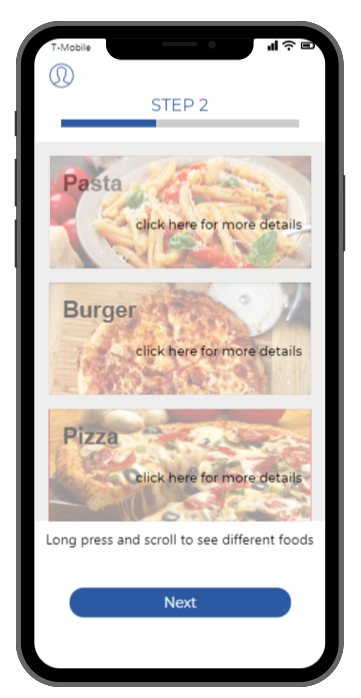 T-Mobile
STEP 2
Pasta
click here for more details
Burger
click here for more details
Pizza
click here for more details
Long press and scroll to see different foods
Next